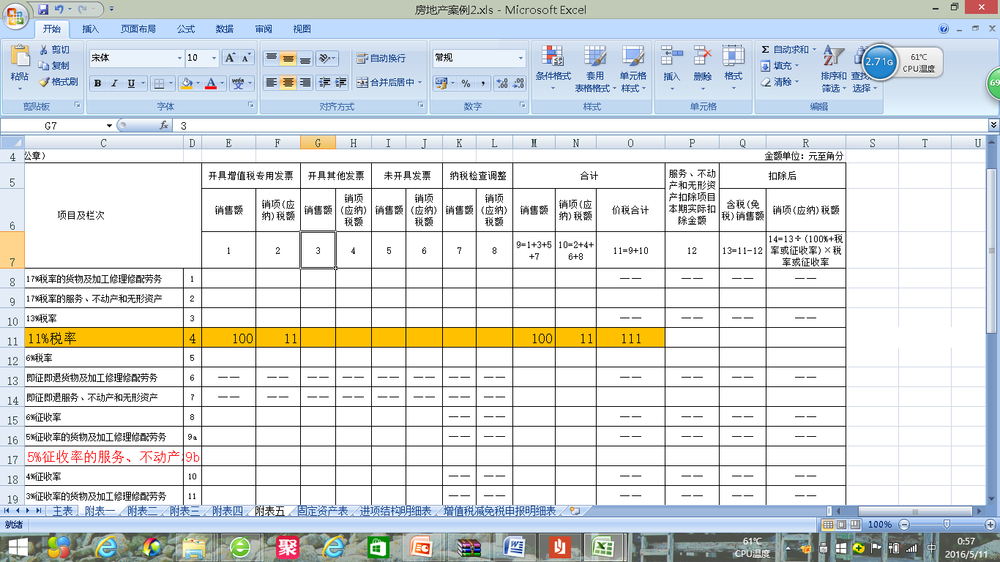 房地产案例2.xls - Microsoft Excel
开始 插入 页面布局 公式 数据 审阅 视图
粘贴 剪切 复制 格式刷 剪贴板
宋体 10 字体
自动换行 合并后居中 对齐方式
常规 数字
条件格式 套用表格格式 单元格样式 样式
插入 删除 格式 单元格
Σ 自动求和 填充 清除 排序和筛选 编辑
2.71G 61℃ CPU温度
G7 fx 3
C D E F G H I J K L M N O P Q R S T U
4 公章） 金额单位：元至角分
5 项目及栏次 开具增值税专用发票 开具其他发票 未开具发票 纳税检查调整 合计 服务、不动产和无形资产扣除项目本期实际扣除金额 扣除后
6 销售额 销项(应纳)税额 销售额 销项(应纳)税额 销售额 销项(应纳)税额 销售额 销项(应纳)税额 销售额 销项(应纳)税额 价税合计 含税(免税)销售额 销项(应纳)税额
7 1 2 3 4 5 6 7 8 9=1+3+5+7 10=2+4+6+8 11=9+10 12 13=11-12 14=13÷(100%+税率或征收率)×税率或征收率
8 17%税率的货物及加工修理修配劳务 1 —— —— —— ——
9 17%税率的服务、不动产和无形资产 2
10 13%税率 3 —— —— —— ——
11 11%税率 4 100 11 100 11 111
12 6%税率 5
13 即征即退货物及加工修理修配劳务 6 —— —— —— —— —— —— —— —— —— —— —— ——
14 即征即退服务、不动产和无形资产 7 —— —— —— —— —— —— —— ——
15 6%征收率 8 —— —— —— —— —— ——
16 5%征收率的货物及加工修理修配劳务 9a —— —— —— —— —— ——
17 5%征收率的服务、不动产 9b
18 4%征收率 10 —— —— —— —— —— ——
19 3%征收率的货物及加工修理修配劳务 11 —— —— —— —— —— ——
主表 附表一 附表二 附表三 附表四 附表五 固定资产表 进项结构明细表 增值税减免税申报明细表
就绪 100%
聚 61℃ CPU温度 中 0:57
2016/5/11